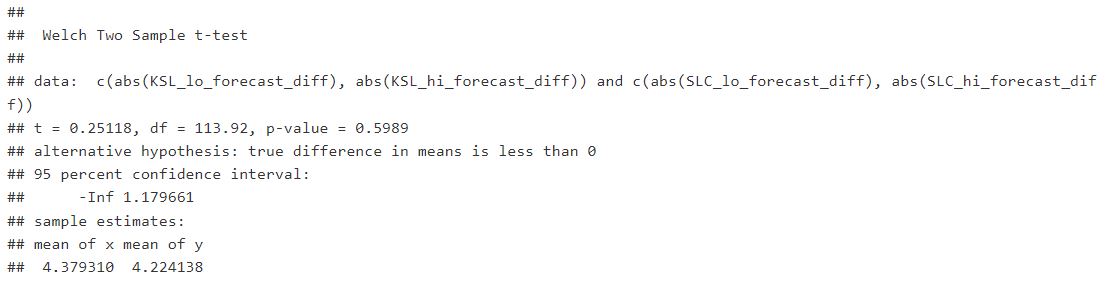 ##
##  Welch Two Sample t-test
##
## data:  c(abs(KSL_lo_forecast_diff), abs(KSL_hi_forecast_diff)) and c(abs(SLC_lo_forecast_diff), abs(SLC_hi_forecast_dif
f))
## t = 0.25118, df = 113.92, p-value = 0.5989
## alternative hypothesis: true difference in means is less than 0
## 95 percent confidence interval:
##      -Inf 1.179661
## sample estimates:
## mean of x mean of y
##  4.379310  4.224138